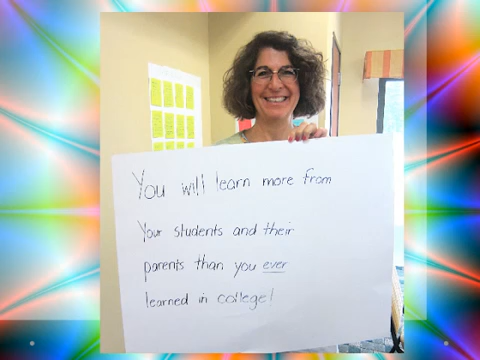 You will learn more from
Your students and their
parents than you ever
learned in college!